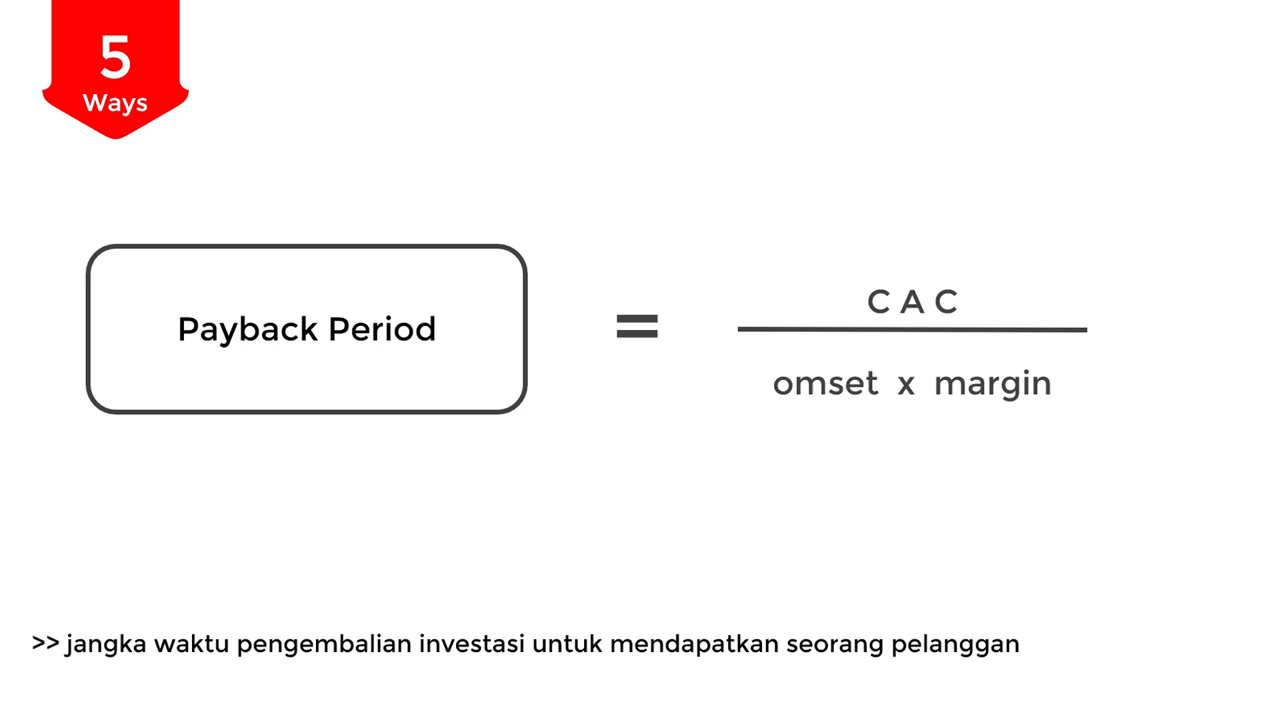 5
Ways
Payback Period
=
C A C
omset x margin
>> jangka waktu pengembalian investasi untuk mendapatkan seorang pelanggan